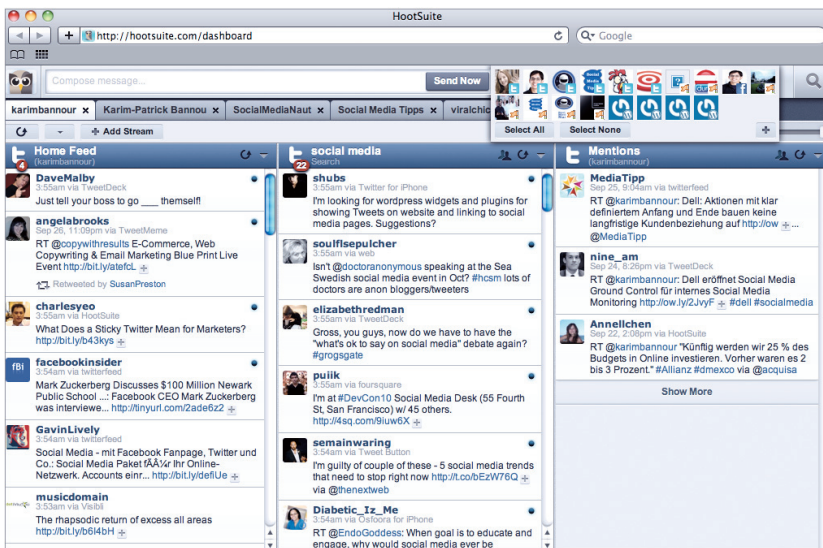 HootSuite
http://hootsuite.com/dashboard
Google
Compose message...
Send Now
karimbannour x
Karim-Patrick Bannou x
SocialMediaNaut x
Social Media Tipps x
viralchic
Select All
Select None
Add Stream
Home Feed
(karimbannour)
4
DaveMalby
3:55am via TweetDeck
Just tell your boss to go ___ themself!
angelabrooks
Sep 26, 11:09pm via TweetMeme
RT @copywithresults E-Commerce, Web
Copywriting & Email Marketing Blue Print Live
Event http://bit.ly/atefcL
Retweeted by SusanPreston
charlesyeo
3:55am via HootSuite
What Does a Sticky Twitter Mean for Marketers?
http://bit.ly/b43kys
fBI
facebookinsider
3:54am via twitterfeed
Mark Zuckerberg Discusses $100 Million Newark
Public School ...: Facebook CEO Mark Zuckerberg
was interviewe... http://tinyurl.com/2ade6z2
GavinLively
3:54am via twitterfeed
Social Media - mit Facebook Fanpage, Twitter und
Co.: Social Media Paket fÃÂ¼r Ihr Online-
Netzwerk. Accounts einr... http://bit.ly/defiUe
musicdomain
3:53am via Visibli
The rhapsodic return of excess all areas
http://bit.ly/b6l4bH
social media
Search
22
shubs
3:55am via Twitter for iPhone
I'm looking for wordpress widgets and plugins for
showing Tweets on website and linking to social
media pages. Suggestions?
soulflsepulcher
3:55am via web
Isn't @doctoranonymous speaking at the Sea
Swedish social media event in Oct? #hcsm lots of
doctors are anon bloggers/tweeters
elizabethredman
3:55am via TweetDeck
Gross, you guys, now do we have to have the
"what's ok to say on social media" debate again?
#grogsgate
puiik
3:55am via foursquare
I'm at #DevCon10 Social Media Desk (55 Fourth
St, San Francisco) w/ 45 others.
http://4sq.com/9iuw6X
semainwaring
3:54am via Tweet Button
I'm guilty of couple of these - 5 social media trends
that need to stop right now http://t.co/bEzW76Q
via @thenextweb
Diabetic_Iz_Me
3:54am via Osfoora for iPhone
RT @EndoGoddess: When goal is to educate and
engage, why would social media ever be
Mentions
(karimbannour)
MediaTipp
Sep 25, 9:04am via twitterfeed
RT @karimbannour: Dell: Aktionen mit klar
definiertem Anfang und Ende bauen keine
langfristige Kundenbeziehung auf http://ow ...
@MediaTipp
nine_am
Sep 24, 8:26pm via TweetDeck
RT @karimbannour: Dell eröffnet Social Media
Ground Control für internes Social Media
Monitoring http://ow.ly/2JvyF #dell #socialmedia
Annellchen
Sep 22, 2:08pm via HootSuite
RT @karimbannour "Künftig werden wir 25 % des
Budgets in Online investieren. Vorher waren es 2
bis 3 Prozent." #Allianz #dmexco via @acquisa
Show More